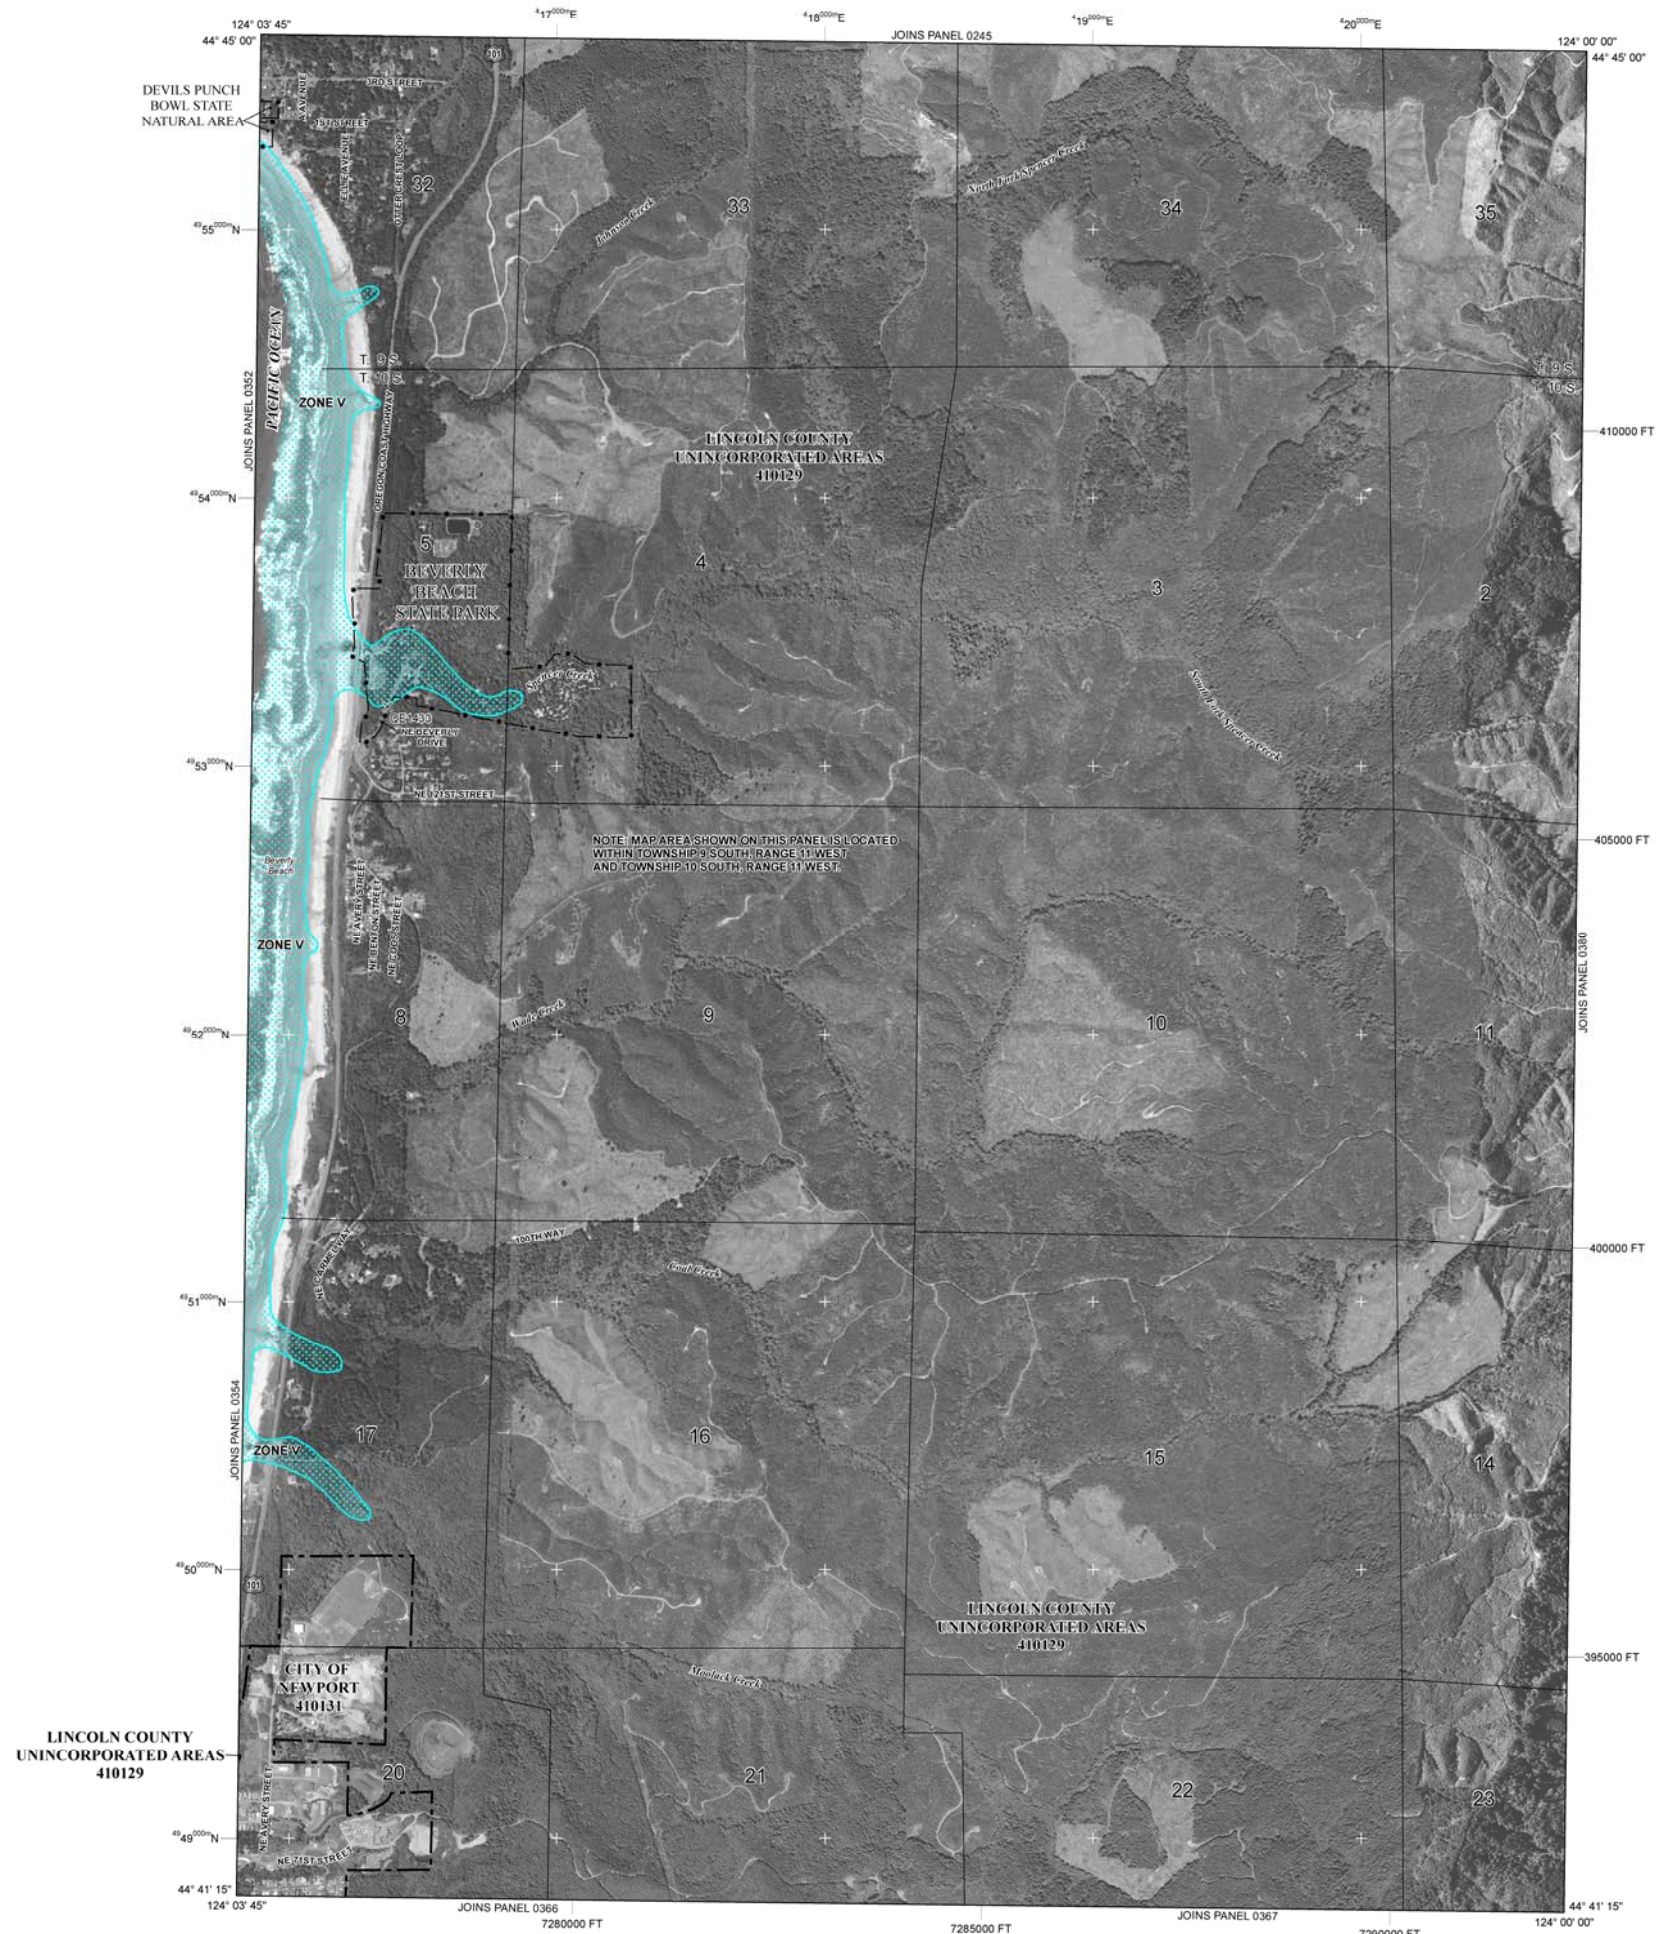 124° 03' 45"
44° 45' 00"
417000mE
418000mE
JOINS PANEL 0245
419000mE
420000mE
124° 00' 00"
44° 45' 00"
DEVILS PUNCH
BOWL STATE
NATURAL AREA
A AVENUE
3RD STREET
101
1ST STREET
ELLIE AVENUE
OTTER CREST LOOP
32
Johnson Creek
33
North Fork Spencer Creek
34
35
4955000mN
PACIFIC OCEAN
T. 9 S.
T. 10 S.
T. 9 S.
T. 10 S.
JOINS PANEL 0352
ZONE V
OREGON COAST HIGHWAY
LINCOLN COUNTY
UNINCORPORATED AREAS
410129
410000 FT
4954000mN
5
BEVERLY
BEACH
STATE PARK
4
3
2
Spencer Creek
South Fork Spencer Creek
NE BEVERLY
DRIVE
4953000mN
NE 121ST STREET
NOTE: MAP AREA SHOWN ON THIS PANEL IS LOCATED
WITHIN TOWNSHIP 9 SOUTH, RANGE 11 WEST
AND TOWNSHIP 10 SOUTH, RANGE 11 WEST.
405000 FT
Beverly
Beach
NE AVERY STREET
NE BENTON STREET
NE COOS STREET
ZONE V
JOINS PANEL 0380
8
Wade Creek
9
10
11
4952000mN
100TH WAY
NE CARMEL WAY
Coal Creek
400000 FT
4951000mN
JOINS PANEL 0354
17
ZONE V
16
15
14
4950000mN
101
LINCOLN COUNTY
UNINCORPORATED AREAS
410129
395000 FT
CITY OF
NEWPORT
410131
Moolack Creek
LINCOLN COUNTY
UNINCORPORATED AREAS
410129
20
21
22
23
NE AVERY STREET
4949000mN
NE 71ST STREET
44° 41' 15"
124° 03' 45"
JOINS PANEL 0366
7280000 FT
7285000 FT
JOINS PANEL 0367
44° 41' 15"
124° 00' 00"